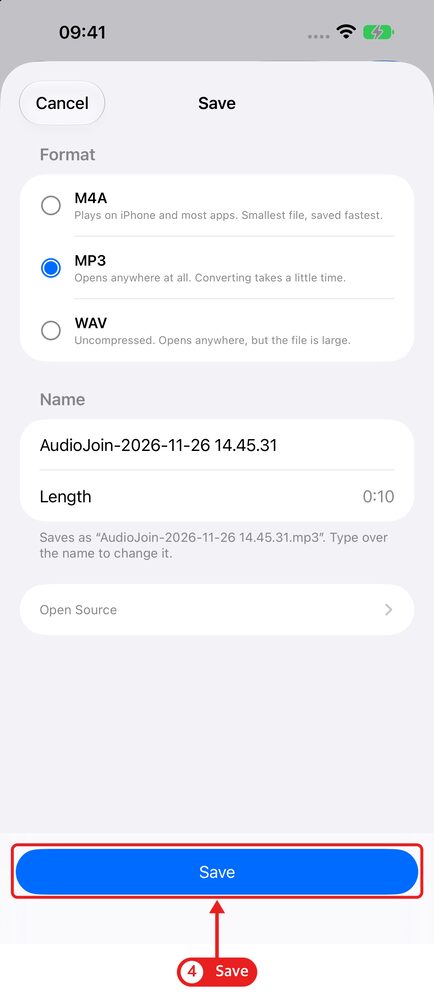 09:41
Cancel
Save
Format
M4A
Plays on iPhone and most apps. Smallest file, saved fastest.
MP3
Opens anywhere at all. Converting takes a little time.
WAV
Uncompressed. Opens anywhere, but the file is large.
Name
AudioJoin-2026-11-26 14.45.31
Length
0:10
Saves as “AudioJoin-2026-11-26 14.45.31.mp3”. Type over
the name to change it.
Open Source
Save
4 Save